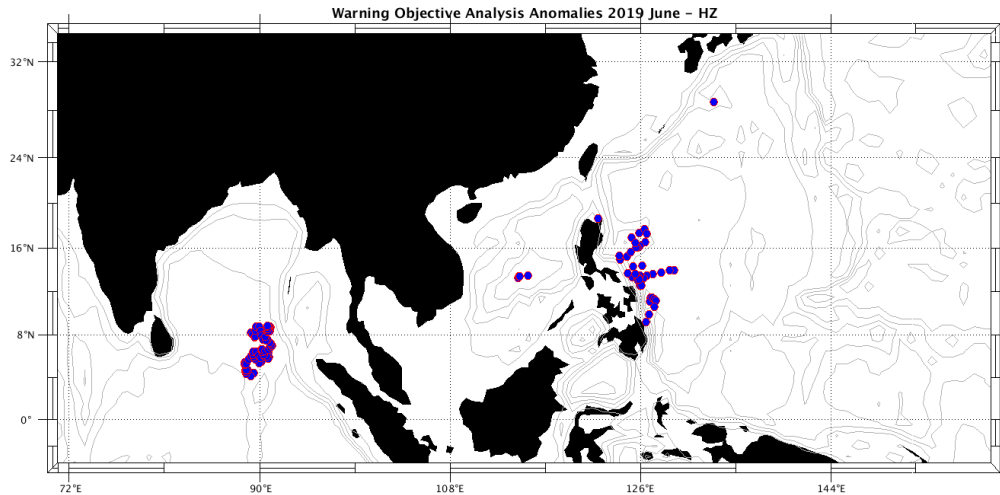 Warning Objective Analysis Anomalies 2019 June – HZ
32°N
24°N
16°N
8°N
0°
72°E
90°E
108°E
126°E
144°E